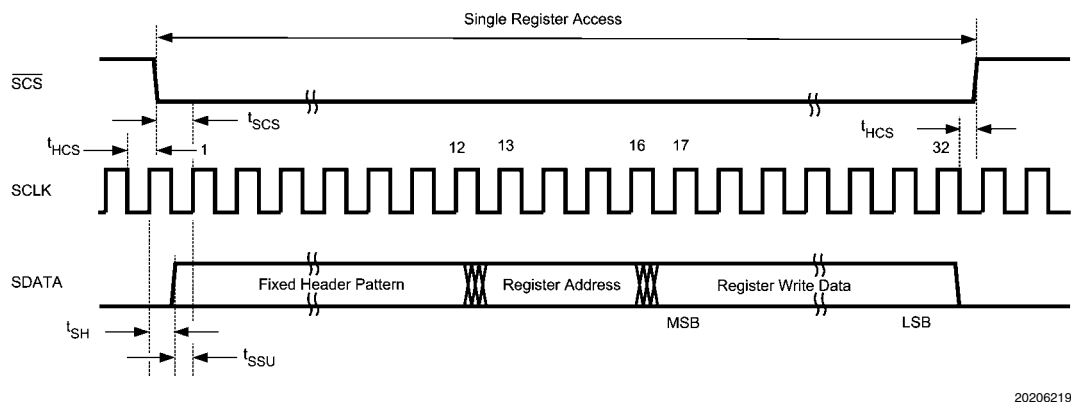 Single Register Access
SCS
tSCS
tHCS
tHCS
1
12
13
16
17
32
SCLK
SDATA
Fixed Header Pattern
Register Address
Register Write Data
MSB
LSB
tSH
tSSU
20206219